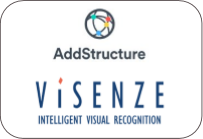 AddStructure
ViSENZE
INTELLIGENT VISUAL RECOGNITION